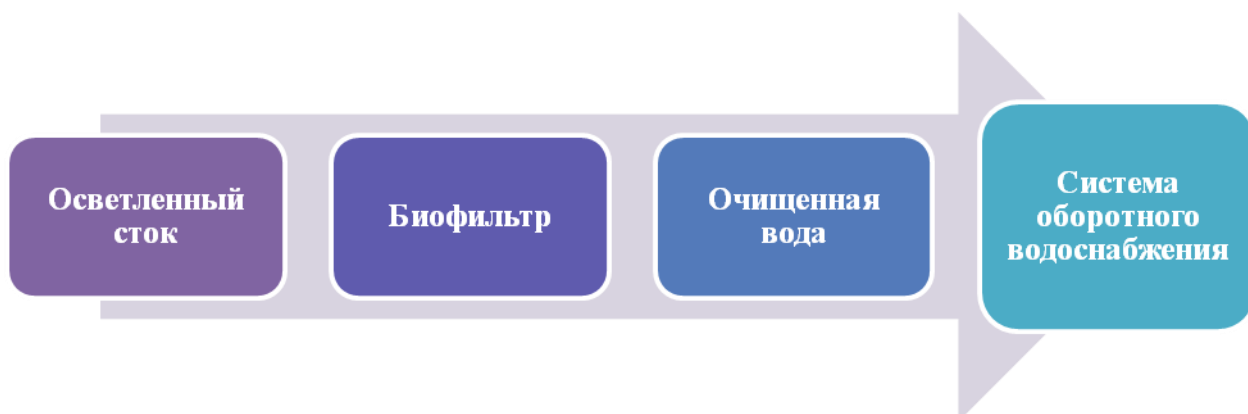 Осветленный
сток
Биофильтр
Очищенная
вода
Система
оборотного
водоснабжения